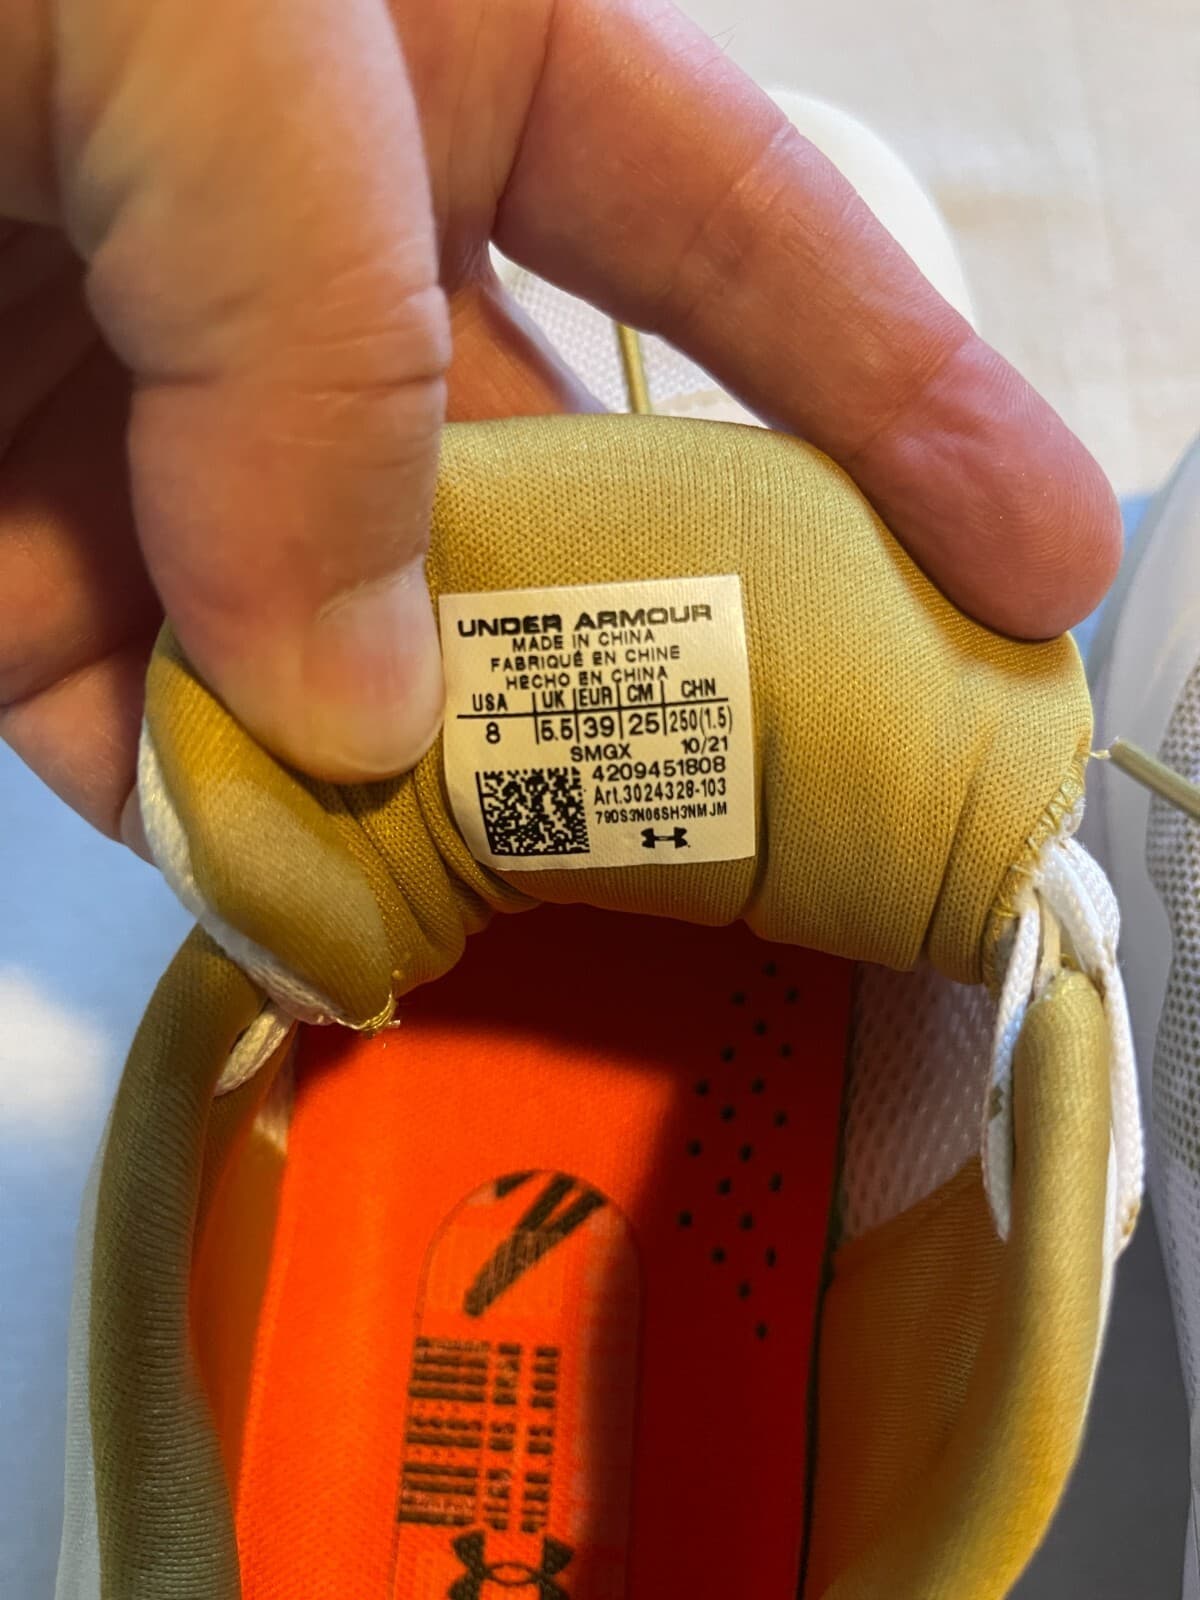 UNDER ARMOUR
MADE IN CHINA
FABRIQUÉ EN CHINE
HECHO EN CHINA
USA UK EUR CM CHN
8 5.5 39 25 250(1.5)
SMGX 10/21
4209451808
Art.3024328-103
79DS3N06SH3NMJM